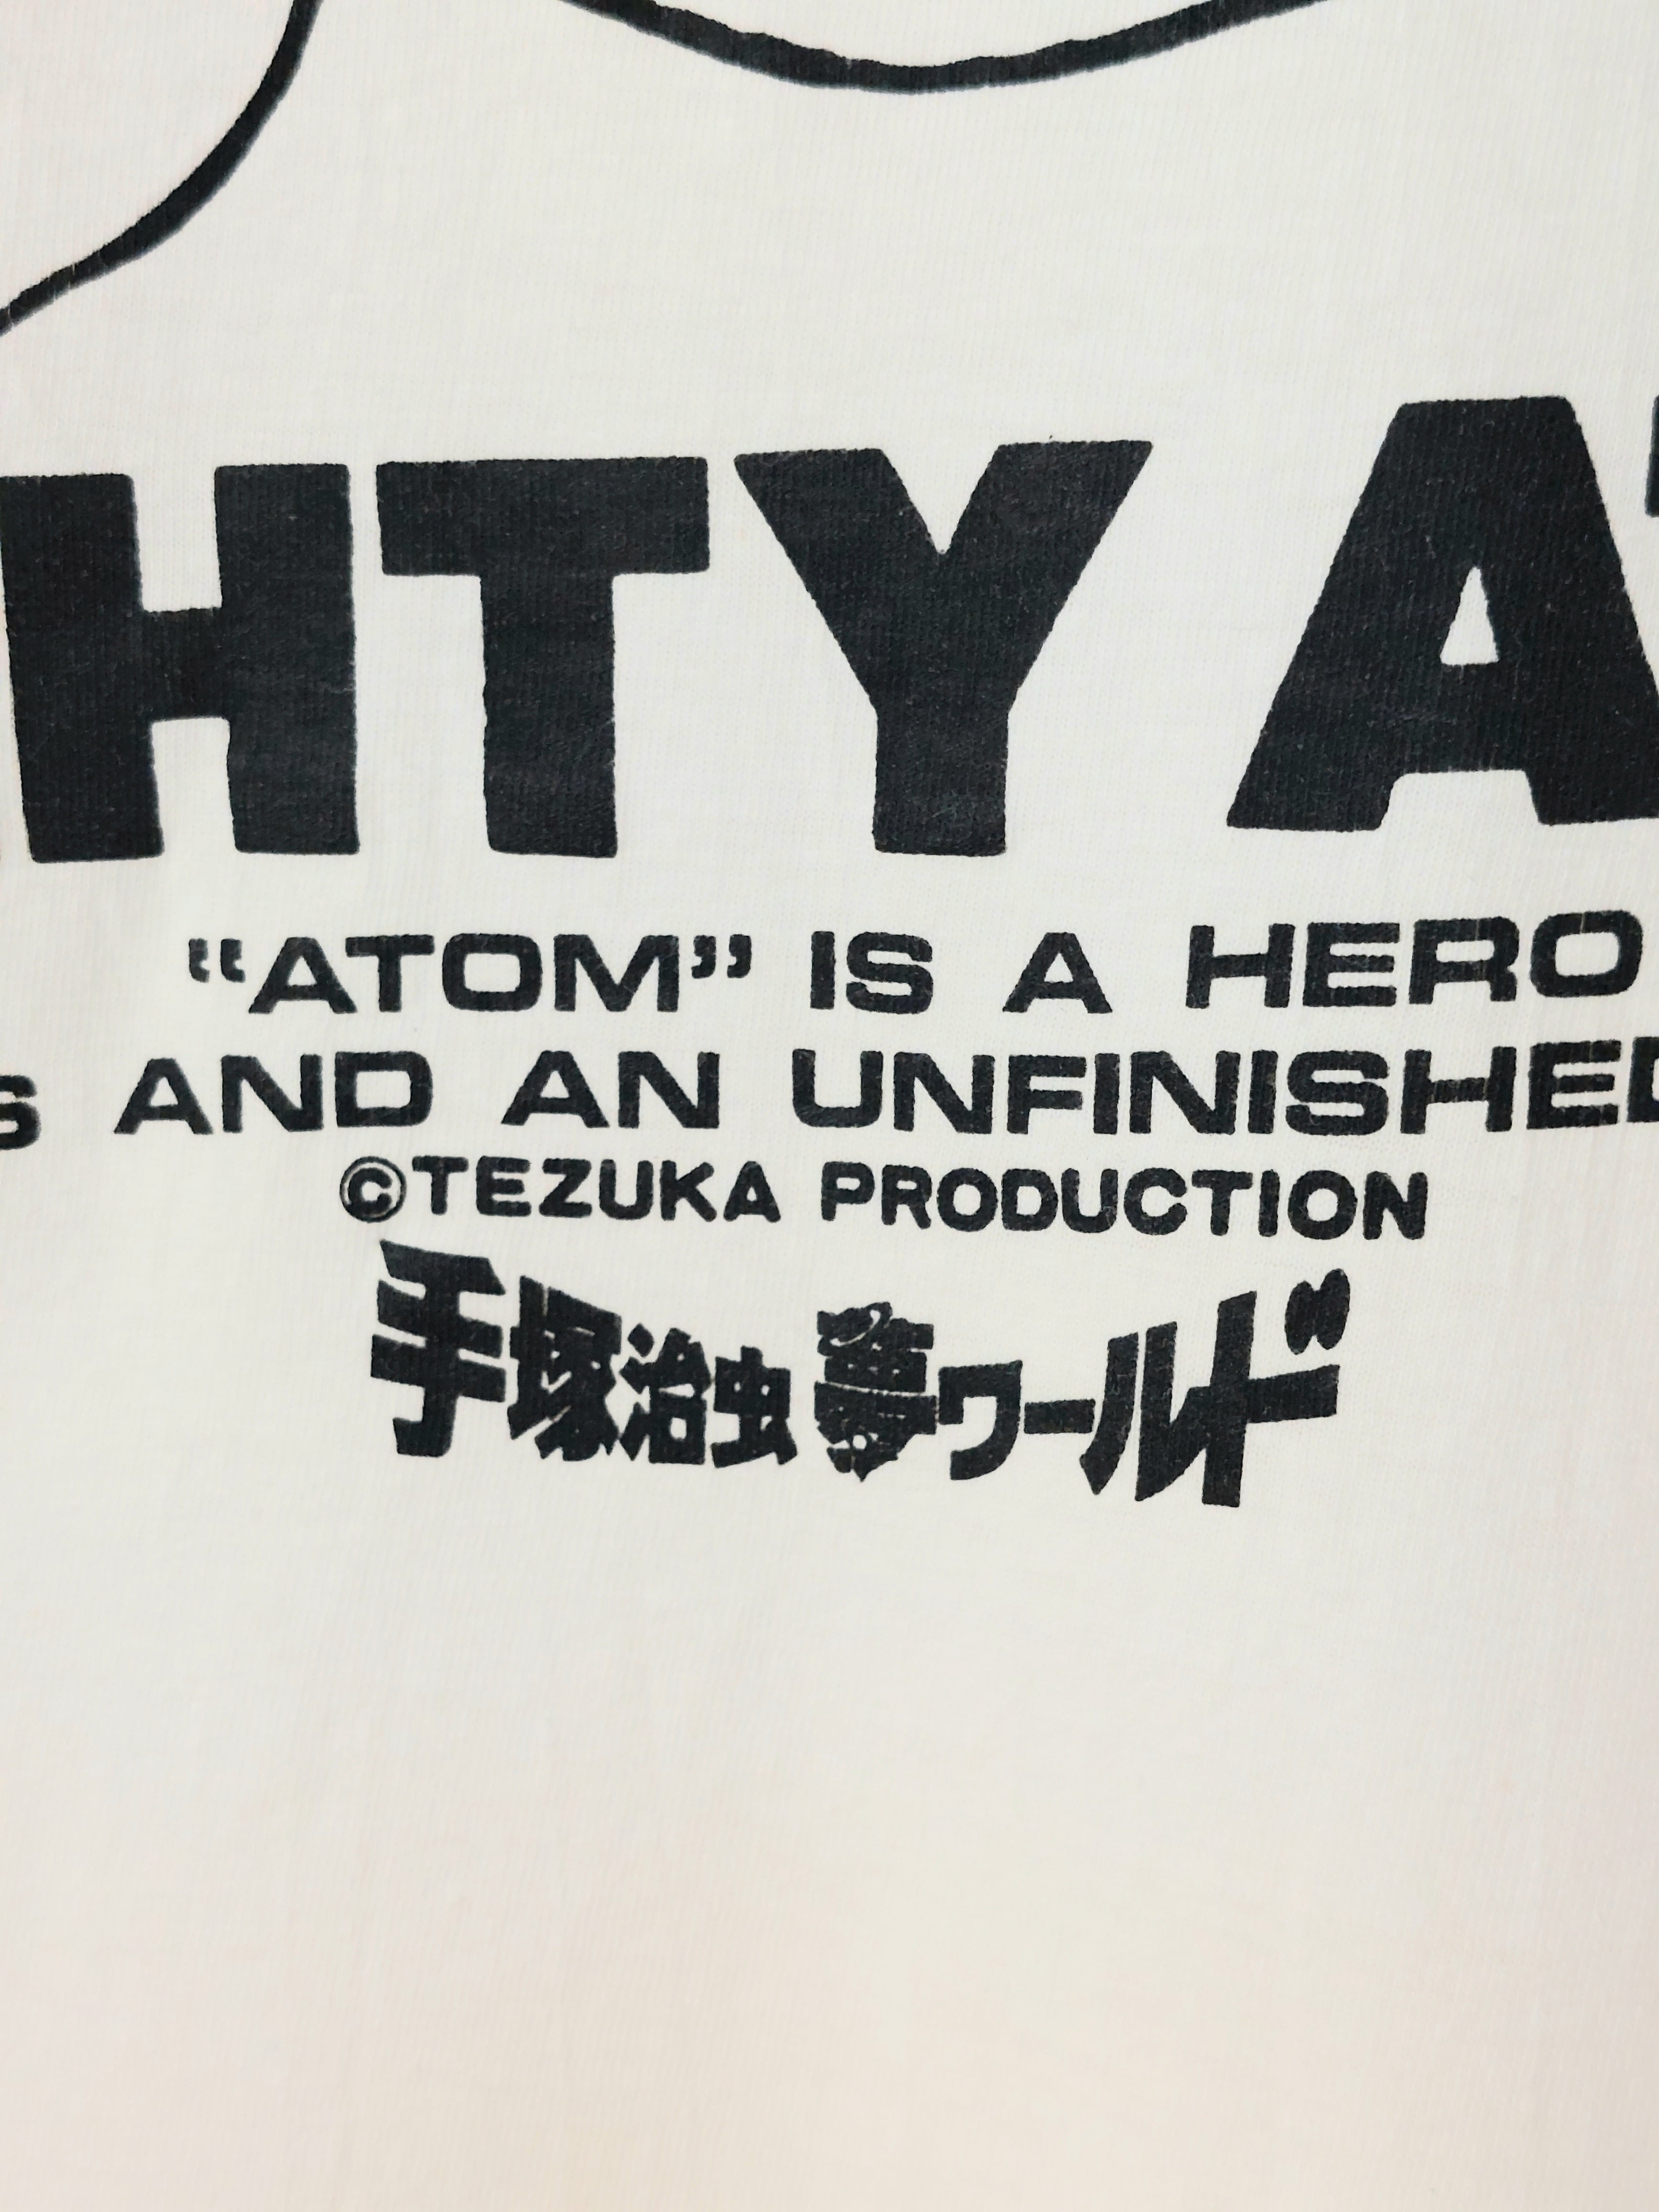 HTY A
“ATOM” IS A HERO
S AND AN UNFINISHED
©TEZUKA PRODUCTION
手塚治虫夢ワールド